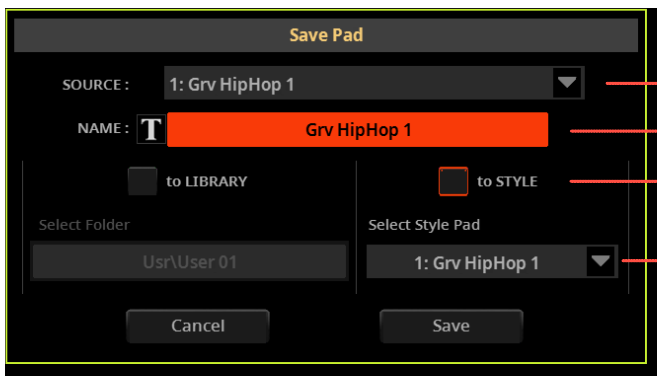 Save Pad
SOURCE: 1: Grv HipHop 1
NAME: T Grv HipHop 1
to LIBRARY to STYLE
Select Folder Select Style Pad
Usr\User 01 1: Grv HipHop 1
Cancel Save